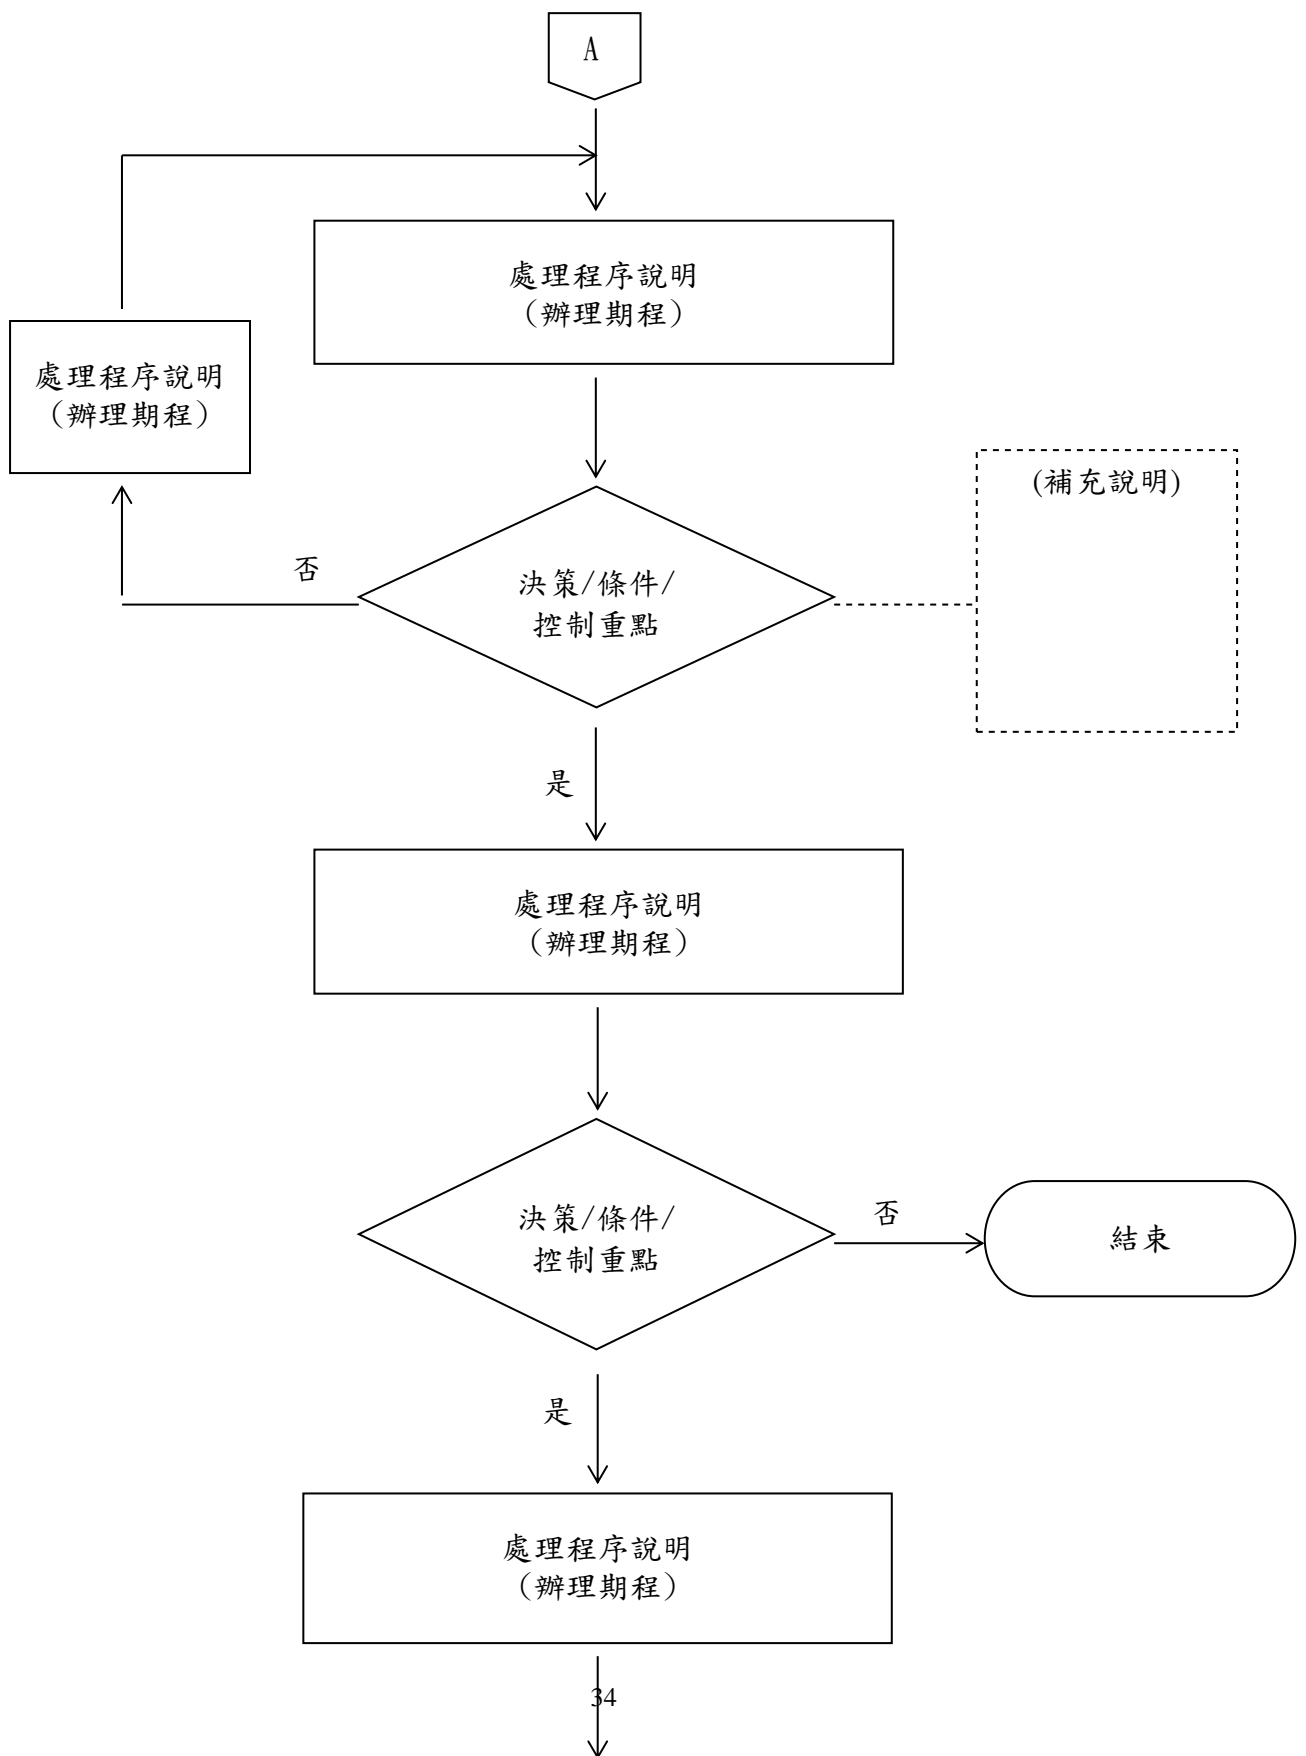 A
處理程序說明
（辦理期程）
處理程序說明
（辦理期程）
(補充說明)
否
決策/條件/
控制重點
是
處理程序說明
（辦理期程）
決策/條件/
控制重點
否
結束
是
處理程序說明
（辦理期程）
34